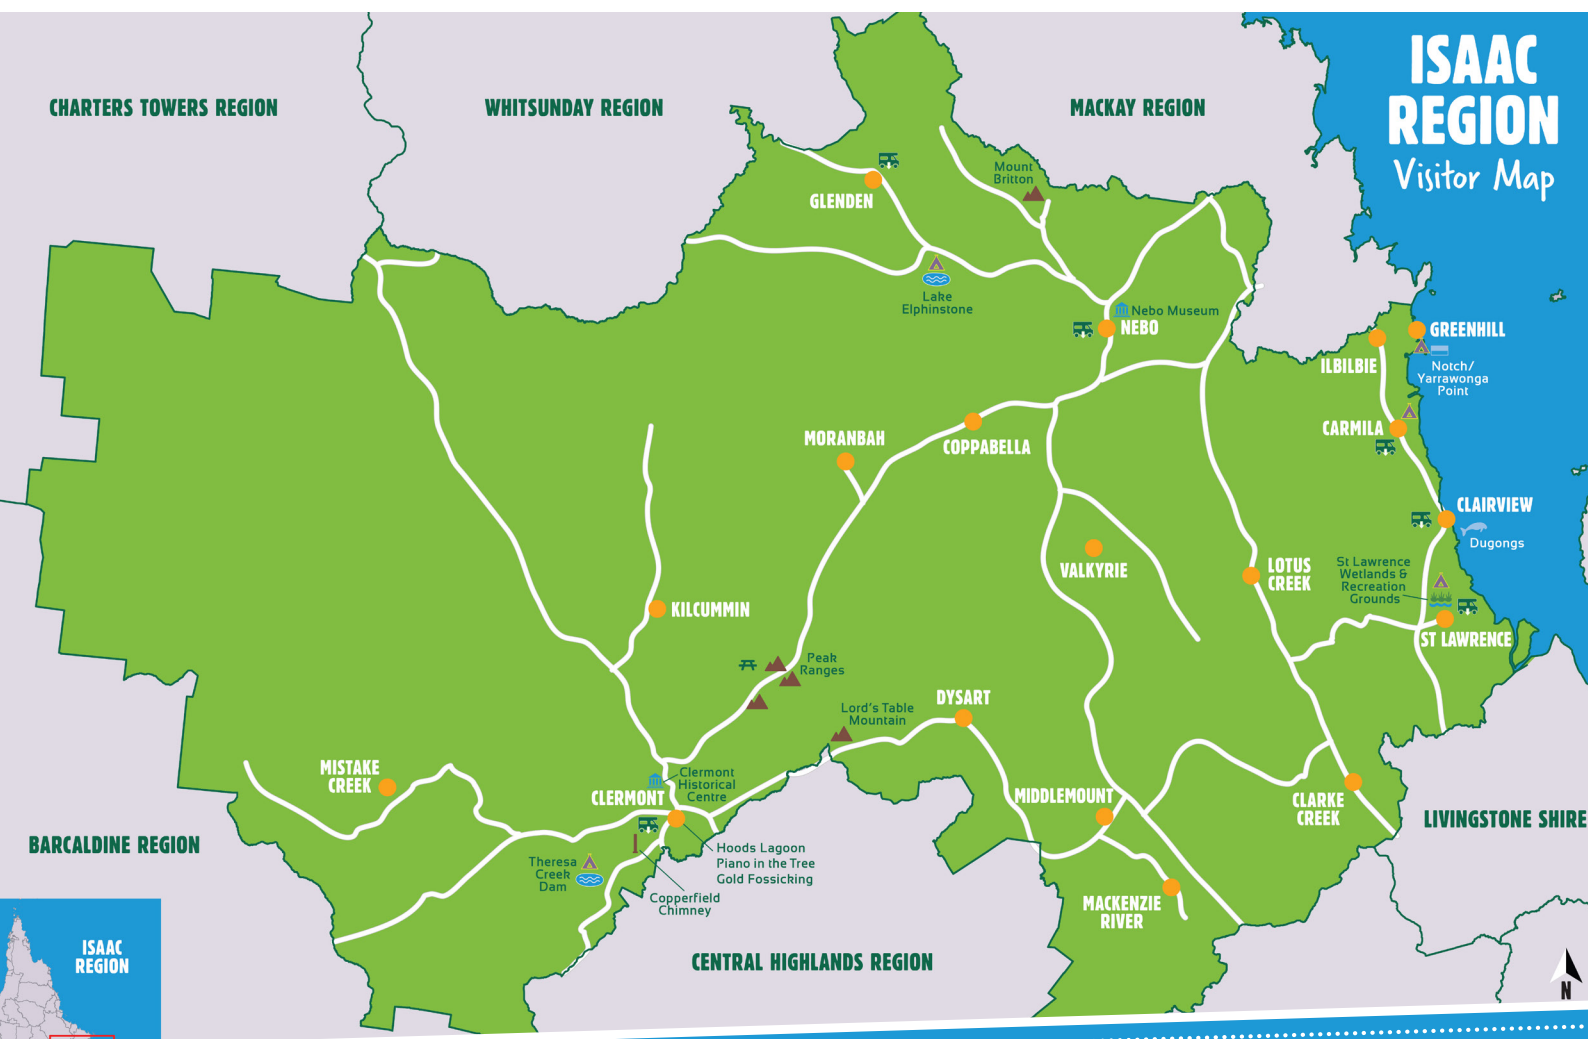 ISAAC
REGION
Visitor Map
CHARTERS TOWERS REGION
WHITSUNDAY REGION
MACKAY REGION
Mount
Britton
GLENDEN
Lake
Elphinstone
Nebo Museum
NEBO
GREENHILL
ILBILBIE
Notch/
Yarrawonga
Point
CARMILA
MORANBAH
COPPABELLA
CLAIRVIEW
Dugongs
VALKYRIE
LOTUS
CREEK
St Lawrence
Wetlands &
Recreation
Grounds
ST LAWRENCE
KILCUMMIN
Peak
Ranges
Lord's Table
Mountain
DYSART
MISTAKE
CREEK
Clermont
Historical
Centre
CLERMONT
MIDDLEMOUNT
CLARKE
CREEK
LIVINGSTONE SHIRE
BARCALDINE REGION
Hoods Lagoon
Piano in the Tree
Gold Fossicking
Theresa
Creek
Dam
Copperfield
Chimney
MACKENZIE
RIVER
CENTRAL HIGHLANDS REGION
ISAAC
REGION
N